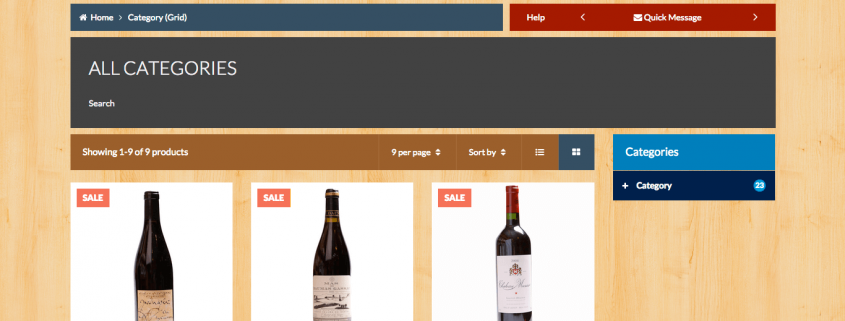 Home > Category (Grid)
Help
Quick Message
ALL CATEGORIES
Search
Showing 1-9 of 9 products
9 per page
Sort by
Categories
+ Category 23
SALE
SALE
SALE